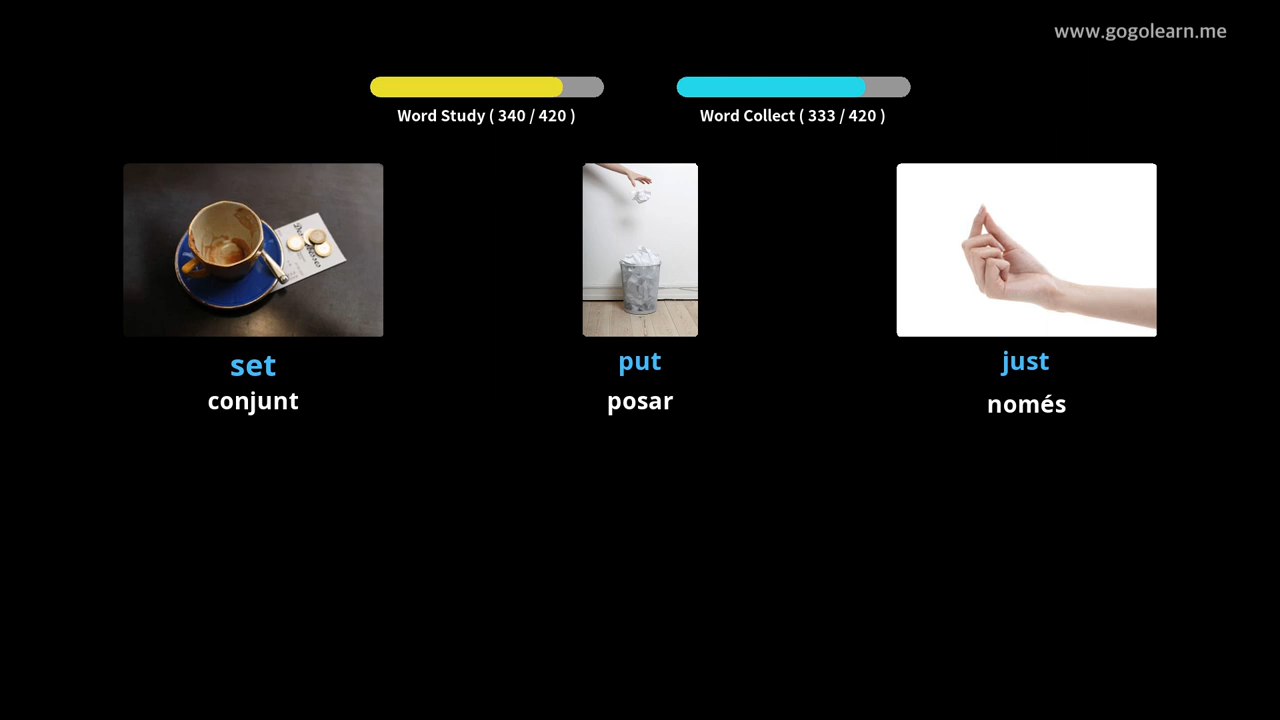 www.gogolearn.me
Word Study ( 340 / 420 )
Word Collect ( 333 / 420 )
set
put
just
conjunt
posar
només